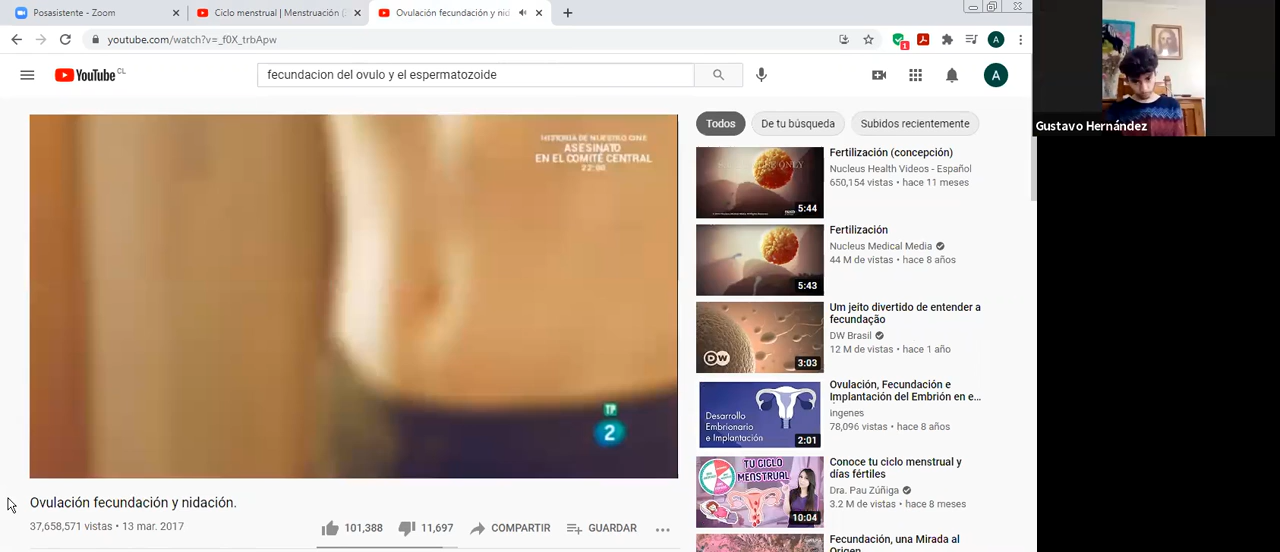 Posasistente - Zoom
Ciclo menstrual | Menstruación (
Ovulación fecundación y nid
youtube.com/watch?v=_f0X_trbApw
1
A
YouTube CL
fecundacion del ovulo y el espermatozoide
A
HISTORIA DE NUESTRO CINE
ASESINATO
EN EL COMITÉ CENTRAL
TP
2
Ovulación fecundación y nidación.
37,658,571 vistas • 13 mar. 2017
101,388
11,697
COMPARTIR
GUARDAR
Todos
De tu búsqueda
Subidos recientemente
5:44
Fertilización (concepción)
Nucleus Health Videos - Español
650,154 vistas • hace 11 meses
5:43
Fertilización
Nucleus Medical Media
44 M de vistas • hace 8 años
DW
3:03
Um jeito divertido de entender a
fecundação
DW Brasil
12 M de vistas • hace 1 año
Desarrollo
Embrionario
e Implantación
2:01
Ovulación, Fecundación e
Implantación del Embrión en e...
ingenes
78,096 vistas • hace 8 años
TU CICLO
MENSTRUAL
10:04
Conoce tu ciclo menstrual y
días fértiles
Dra. Pau Zúñiga
3.2 M de vistas • hace 8 meses
Fecundación, una Mirada al
Origen
Gustavo Hernández